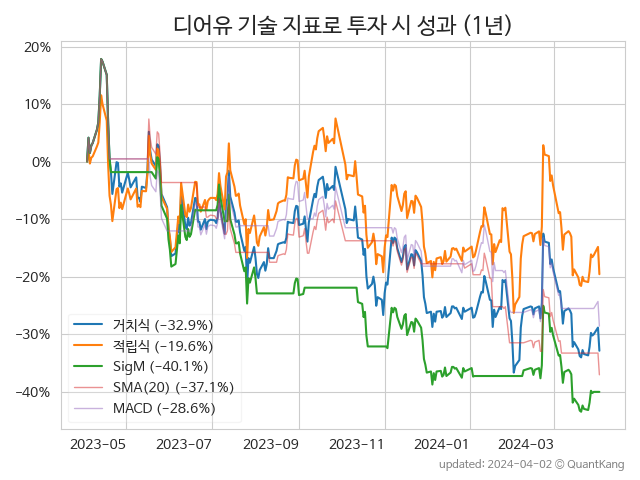 디어유 기술 지표로 투자 시 성과 (1년)
20%
10%
0%
−10%
−20%
−30%
−40%
거치식 (−32.9%)
적립식 (−19.6%)
SigM (−40.1%)
SMA(20) (−37.1%)
MACD (−28.6%)
2023-05 2023-07 2023-09 2023-11 2024-01 2024-03
updated: 2024-04-02 © QuantKang